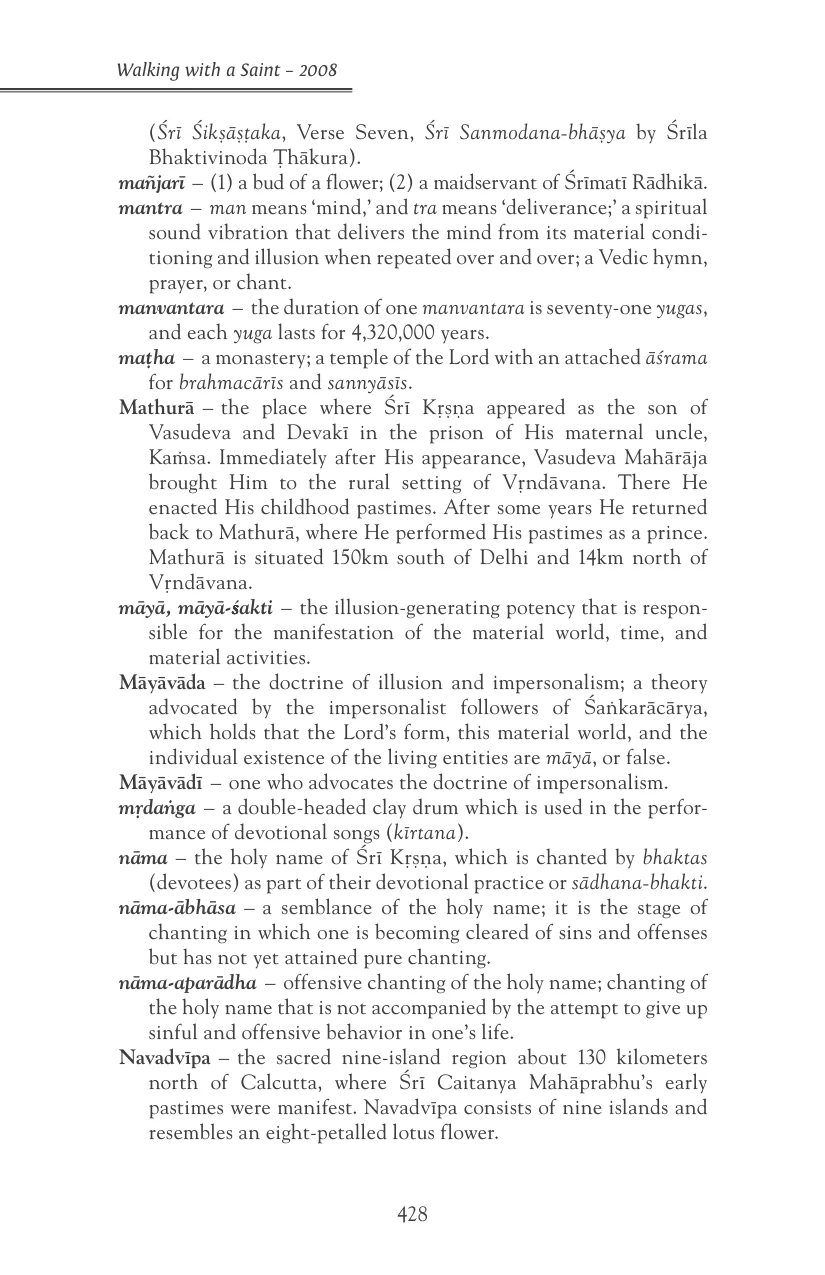 Walking with a Saint – 2008
(Śrī Śikṣāṣṭaka, Verse Seven, Śrī Sanmodana-bhāṣya by Śrīla
Bhaktivinoda Ṭhākura).
mañjarī – (1) a bud of a flower; (2) a maidservant of Śrīmatī Rādhikā.
mantra – man means ‘mind,’ and tra means ‘deliverance;’ a spiritual
sound vibration that delivers the mind from its material condi-
tioning and illusion when repeated over and over; a Vedic hymn,
prayer, or chant.
manvantara – the duration of one manvantara is seventy-one yugas,
and each yuga lasts for 4,320,000 years.
maṭha – a monastery; a temple of the Lord with an attached āśrama
for brahmacārīs and sannyāsīs.
Mathurā – the place where Śrī Kṛṣṇa appeared as the son of
Vasudeva and Devakī in the prison of His maternal uncle,
Kaṁsa. Immediately after His appearance, Vasudeva Mahārāja
brought Him to the rural setting of Vṛndāvana. There He
enacted His childhood pastimes. After some years He returned
back to Mathurā, where He performed His pastimes as a prince.
Mathurā is situated 150km south of Delhi and 14km north of
Vṛndāvana.
māyā, māyā-śakti – the illusion-generating potency that is respon-
sible for the manifestation of the material world, time, and
material activities.
Māyāvāda – the doctrine of illusion and impersonalism; a theory
advocated by the impersonalist followers of Śaṅkarācārya,
which holds that the Lord’s form, this material world, and the
individual existence of the living entities are māyā, or false.
Māyāvādī – one who advocates the doctrine of impersonalism.
mṛdaṅga – a double-headed clay drum which is used in the perfor-
mance of devotional songs (kīrtana).
nāma – the holy name of Śrī Kṛṣṇa, which is chanted by bhaktas
(devotees) as part of their devotional practice or sādhana-bhakti.
nāma-ābhāsa – a semblance of the holy name; it is the stage of
chanting in which one is becoming cleared of sins and offenses
but has not yet attained pure chanting.
nāma-aparādha – offensive chanting of the holy name; chanting of
the holy name that is not accompanied by the attempt to give up
sinful and offensive behavior in one’s life.
Navadvīpa – the sacred nine-island region about 130 kilometers
north of Calcutta, where Śrī Caitanya Mahāprabhu’s early
pastimes were manifest. Navadvīpa consists of nine islands and
resembles an eight-petalled lotus flower.
428